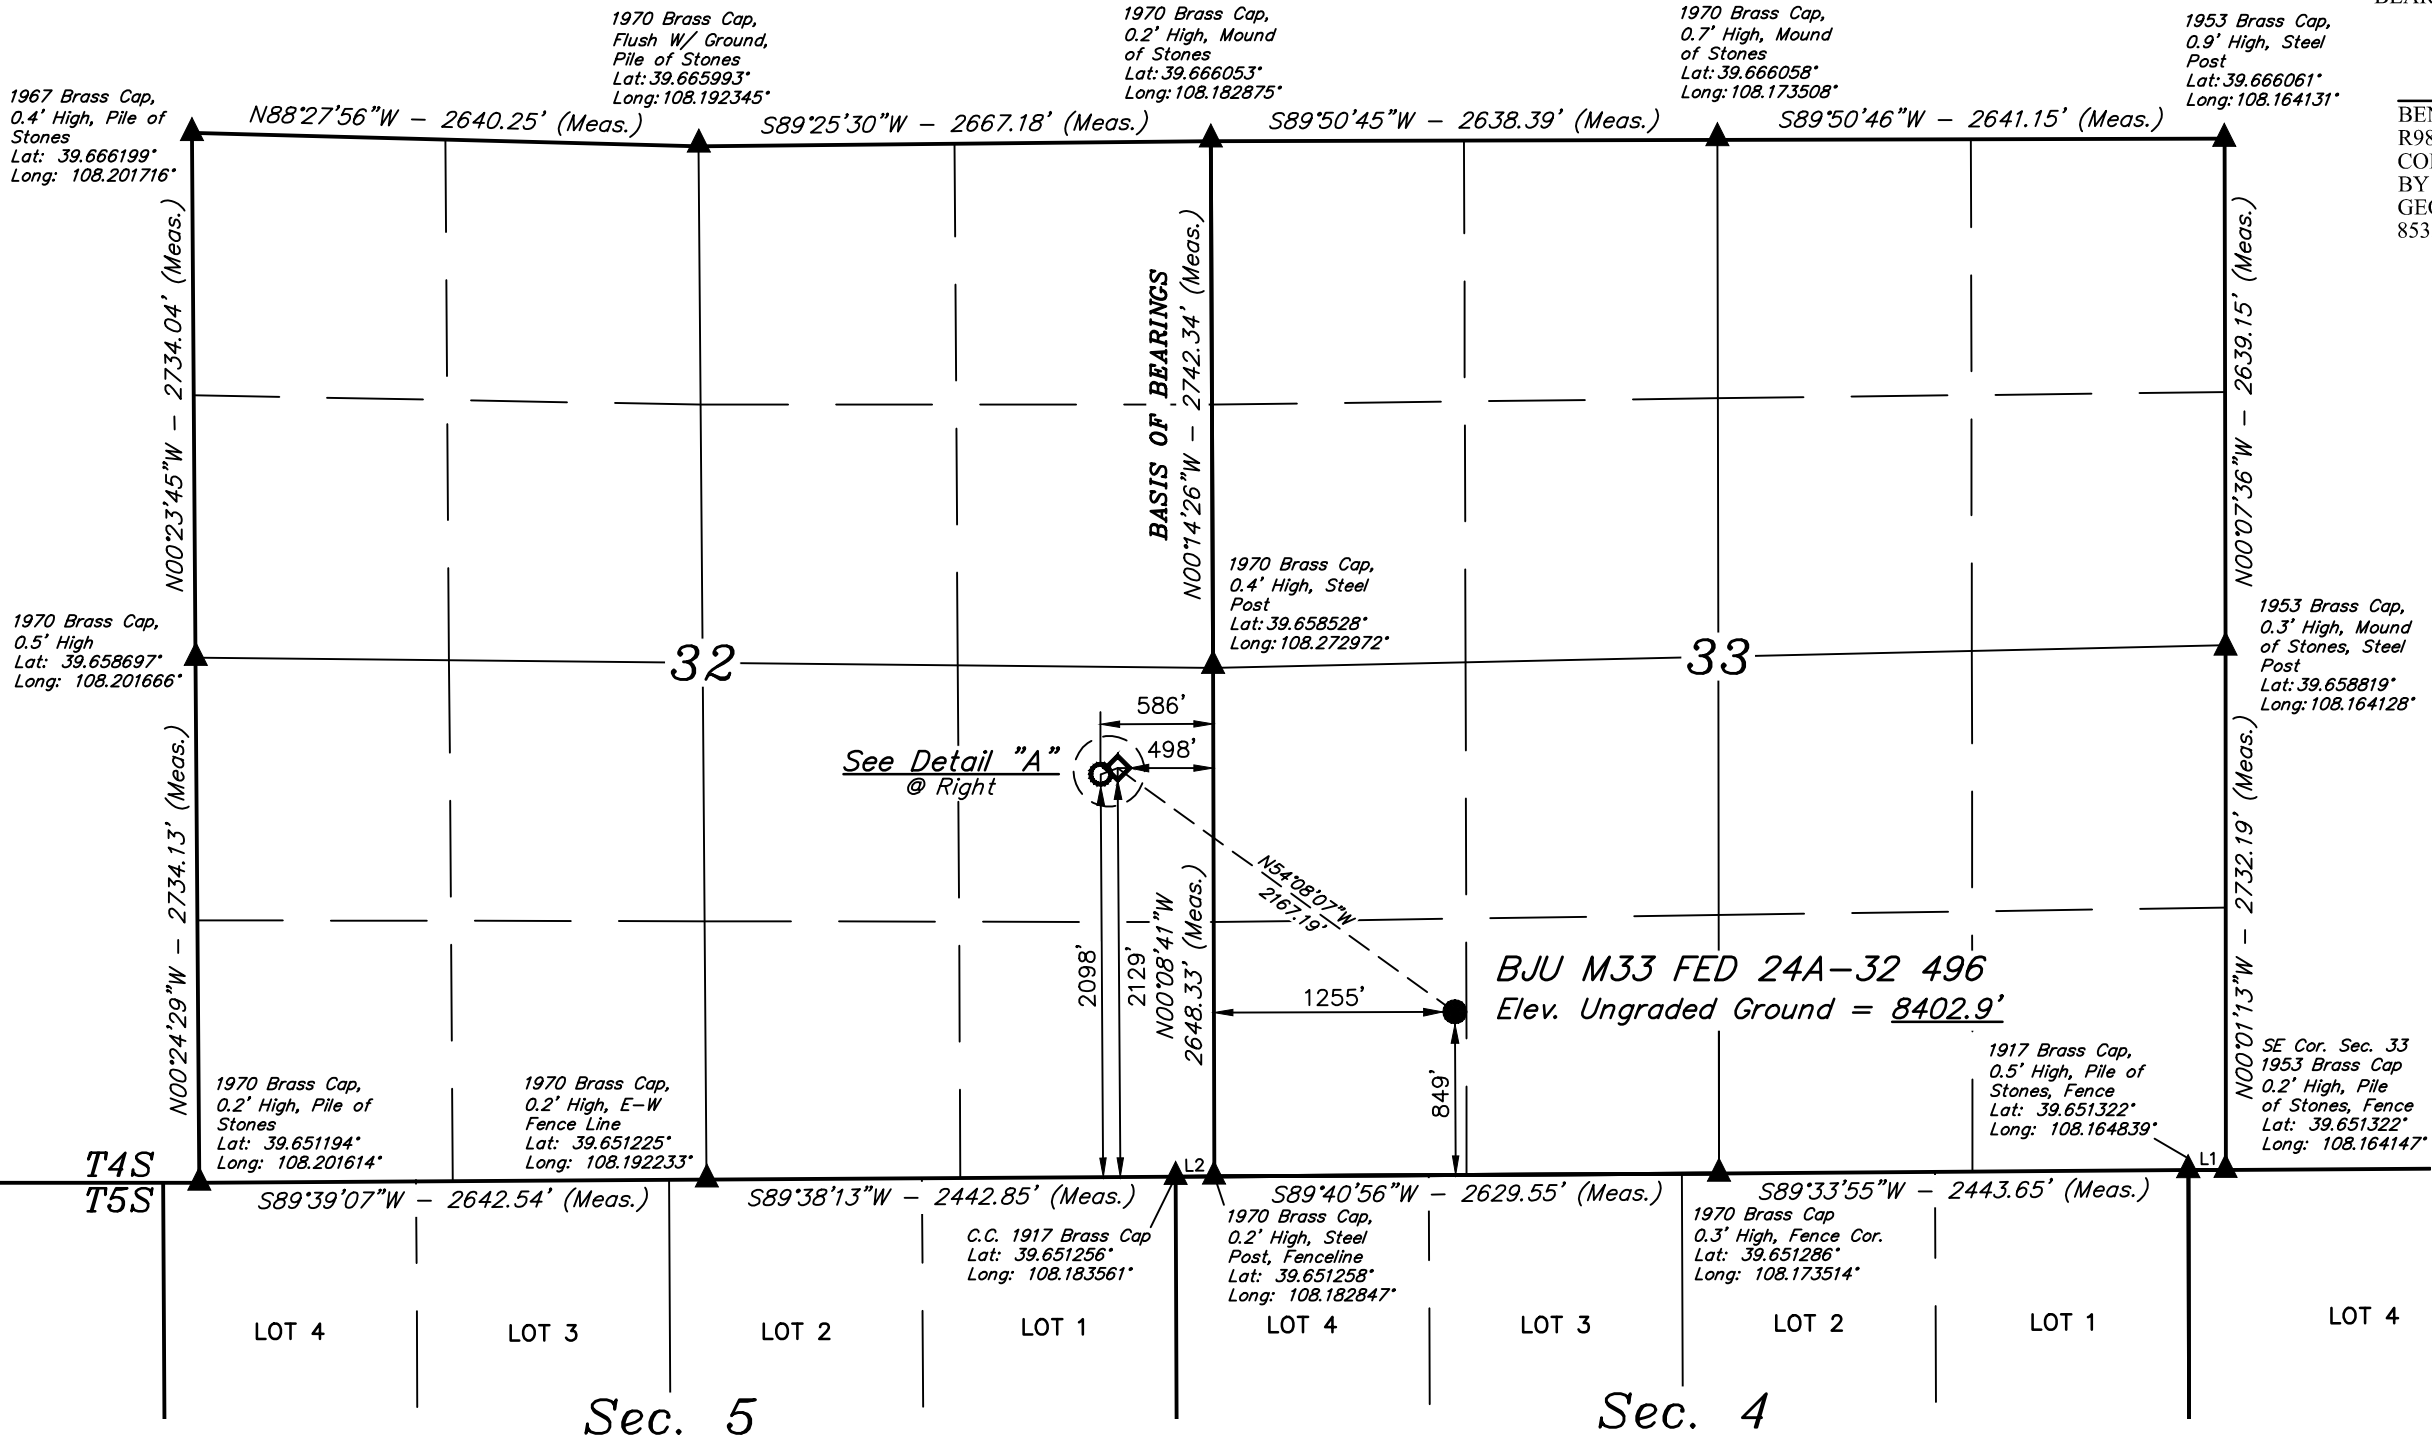 1970 Brass Cap,
Flush W/ Ground,
Pile of Stones
Lat: 39.665993°
Long: 108.192345°
1970 Brass Cap,
0.2' High, Mound
of Stones
Lat: 39.666053°
Long: 108.182875°
1970 Brass Cap,
0.7' High, Mound
of Stones
Lat: 39.666058°
Long: 108.173508°
1953 Brass Cap,
0.9' High, Steel
Post
Lat: 39.666061°
Long: 108.164131°
1967 Brass Cap,
0.4' High, Pile of
Stones
Lat: 39.666199°
Long: 108.201716°
BEN
R98
BY
GEO
853
N88°27'56"W - 2640.25' (Meas.)
S89°25'30"W - 2667.18' (Meas.)
S89°50'45"W - 2638.39' (Meas.)
S89°50'46"W - 2641.15' (Meas.)
N00°23'45"W - 2734.04' (Meas.)
BASIS OF BEARINGS
N00°14'26"W - 2742.34' (Meas.)
N00°07'36"W - 2639.15' (Meas.)
1970 Brass Cap,
0.5' High
Lat: 39.658697°
Long: 108.201666°
32
1970 Brass Cap,
0.4' High, Steel
Post
Lat: 39.658528°
Long: 108.272972°
33
1953 Brass Cap,
0.3' High, Mound
of Stones, Steel
Post
Lat: 39.658819°
Long: 108.164128°
586'
498'
See Detail "A"
@ Right
N00°24'29"W - 2734.13' (Meas.)
2098'
2129'
N00°08'41"W
2648.33' (Meas.)
N54°08'07"W
2167.19'
1255'
849'
BJU M33 FED 24A-32 496
Elev. Ungraded Ground = 8402.9'
N00°01'13"W - 2732.19' (Meas.)
1970 Brass Cap,
0.2' High, Pile of
Stones
Lat: 39.651194°
Long: 108.201614°
1970 Brass Cap,
0.2' High, E-W
Fence Line
Lat: 39.651225°
Long: 108.192233°
1917 Brass Cap,
0.5' High, Pile of
Stones, Fence
Lat: 39.651322°
Long: 108.164839°
SE Cor. Sec. 33
1953 Brass Cap
0.2' High, Pile
of Stones, Fence
Lat: 39.651322°
Long: 108.164147°
T4S
T5S
L2
L1
S89°39'07"W - 2642.54' (Meas.)
S89°38'13"W - 2442.85' (Meas.)
S89°40'56"W - 2629.55' (Meas.)
S89°33'55"W - 2443.65' (Meas.)
C.C. 1917 Brass Cap
Lat: 39.651256°
Long: 108.183561°
1970 Brass Cap,
0.2' High, Steel
Post, Fenceline
Lat: 39.651258°
Long: 108.182847°
1970 Brass Cap
0.3' High, Fence Cor.
Lat: 39.651286°
Long: 108.173514°
LOT 4
LOT 3
LOT 2
LOT 1
LOT 4
LOT 3
LOT 2
LOT 1
LOT 4
Sec. 5
Sec. 4